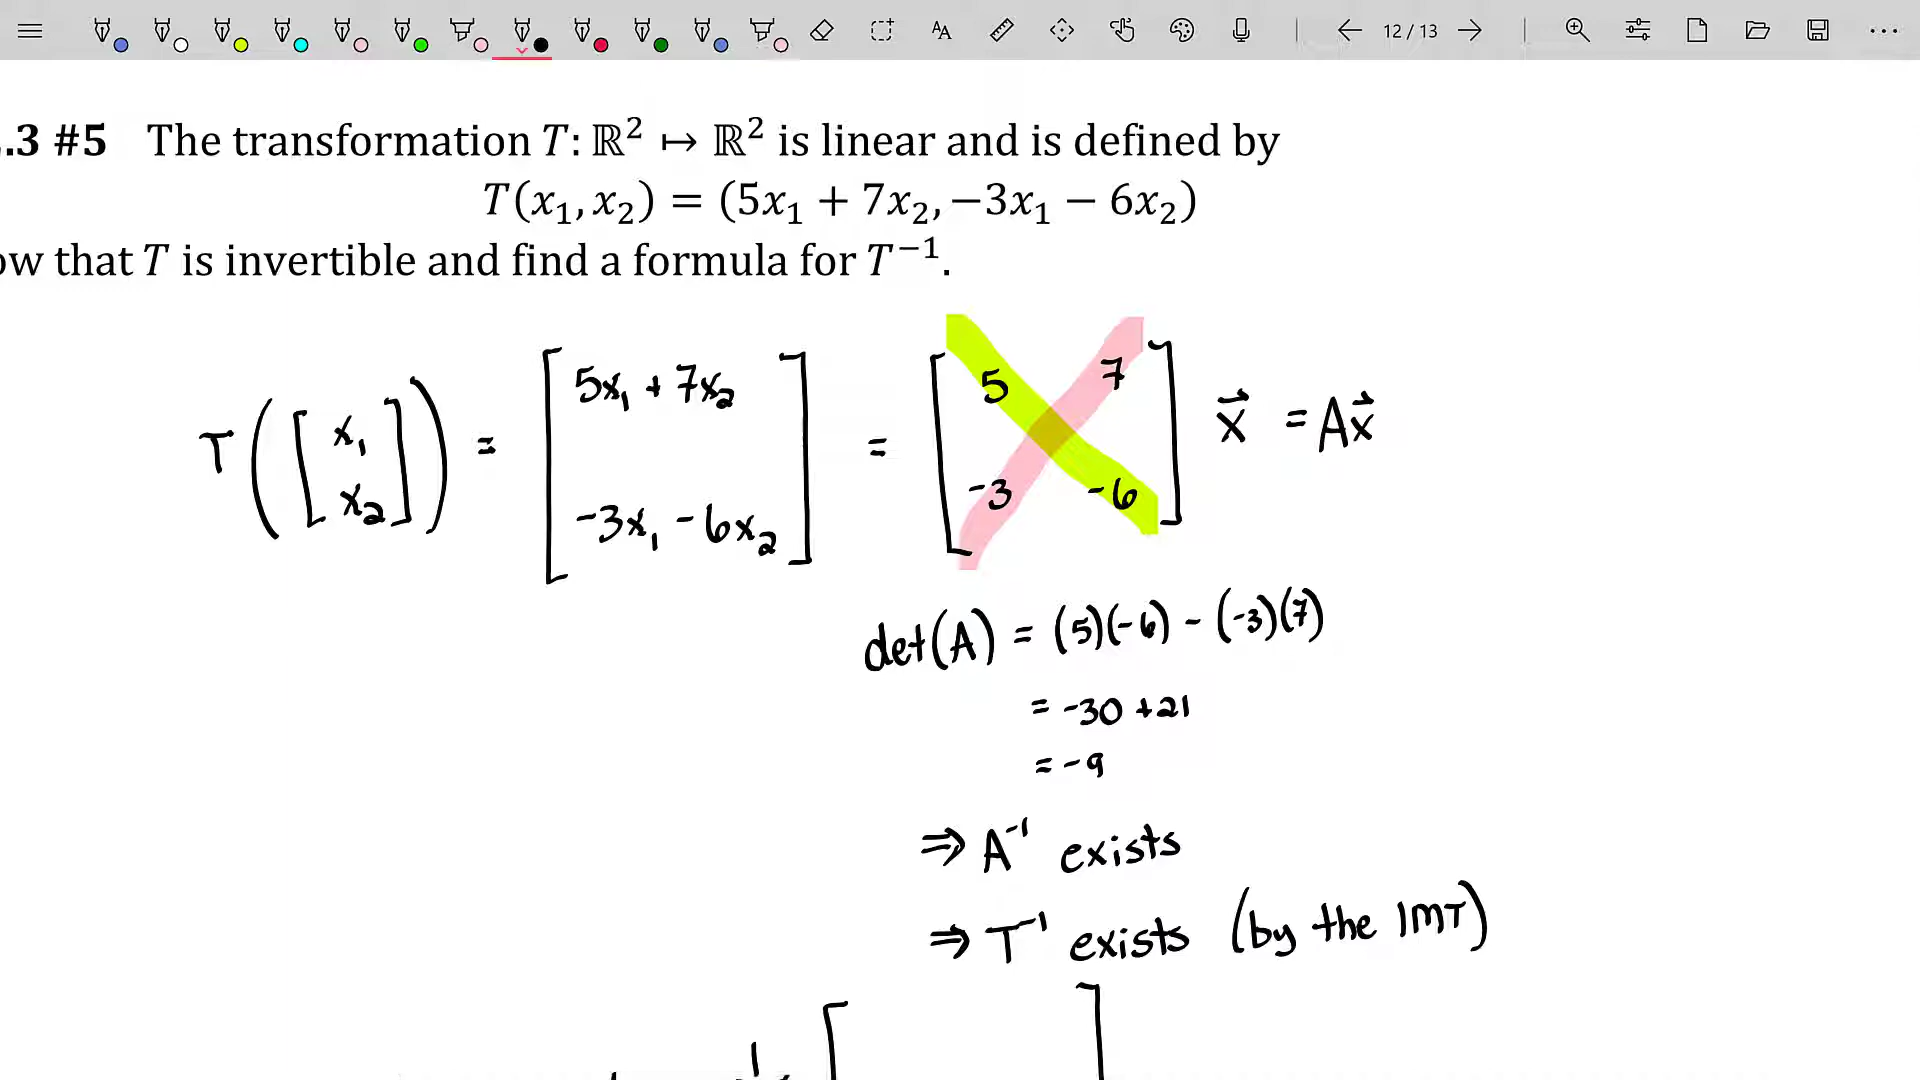 12 / 13
.3 #5 The transformation T: ℝ² ↦ ℝ² is linear and is defined by
T(x₁, x₂) = (5x₁ + 7x₂, −3x₁ − 6x₂)
ow that T is invertible and find a formula for T⁻¹.
T([x₁ x₂]) = [5x₁ + 7x₂ -3x₁ - 6x₂] = [5 7 -3 -6] x⃗ = Ax⃗
det(A) = (5)(-6) - (-3)(7)
= -30 + 21
= -9
⇒ A⁻¹ exists
⇒ T⁻¹ exists (by the IMT)